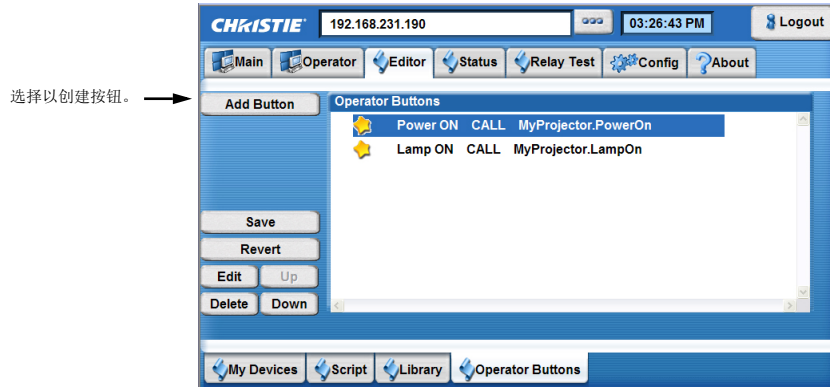 CHRISTIE 192.168.231.190 03:26:43 PM Logout
Main Operator Editor Status Relay Test Config About
选择以创建按钮。
Add Button
Operator Buttons
Power ON CALL MyProjector.PowerOn
Lamp ON CALL MyProjector.LampOn
Save
Revert
Edit Up
Delete Down
My Devices Script Library Operator Buttons